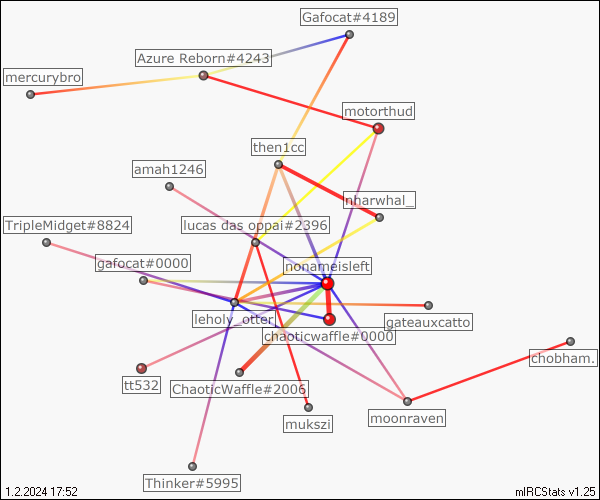 Gafocat#4189
Azure Reborn#4243
mercurybro
motorthud
then1cc
amah1246
nharwhal_
TripleMidget#8824
lucas das oppai#2396
gafocat#0000
nonameisleft
leholy_otter
gateauxcatto
chaoticwaffle#0000
chobham.
tt532
ChaoticWaffle#2006
mukszi
moonraven
Thinker#5995
1.2.2024 17:52
mIRCStats v1.25